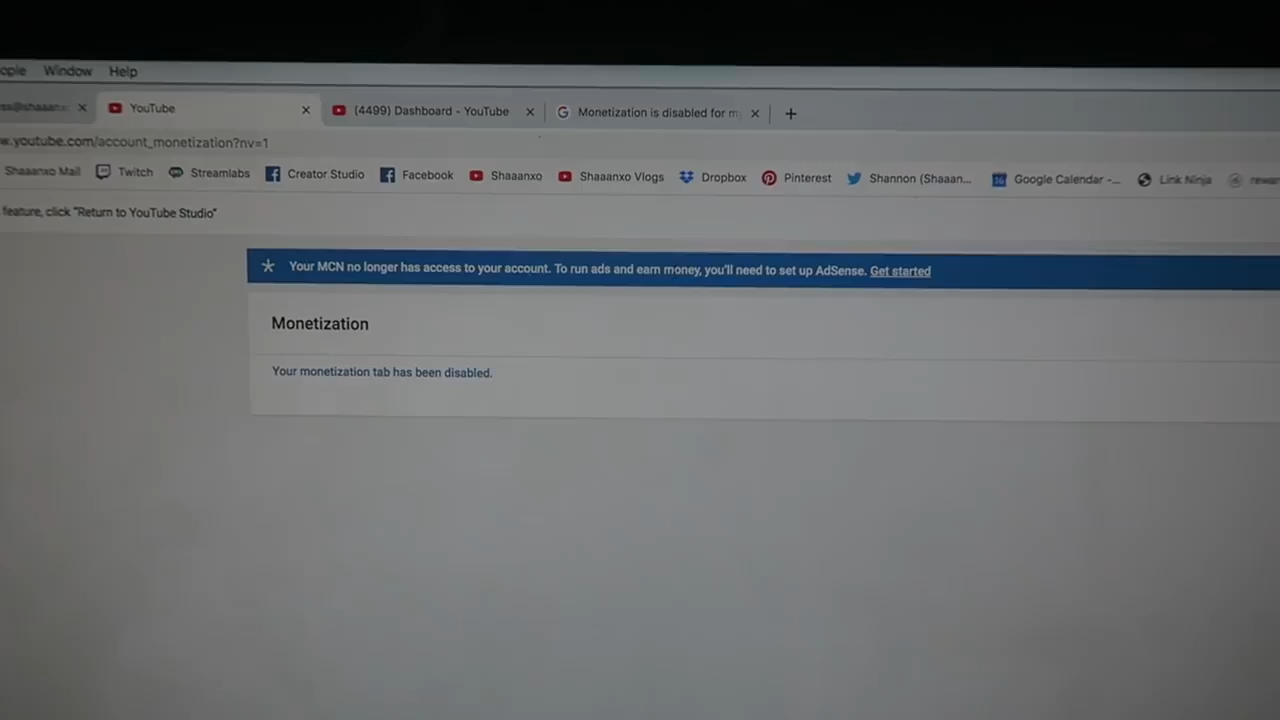 ople Window Help
YouTube (4499) Dashboard - YouTube Monetization is disabled for m
w.youtube.com/account_monetization?nv=1
Shaaanxo Mail Twitch Streamlabs Creator Studio Facebook Shaaanxo Shaaanxo Vlogs Dropbox Pinterest Shannon (Shaaan... Google Calendar -... Link Ninja rewar
feature, click "Return to YouTube Studio"
Your MCN no longer has access to your account. To run ads and earn money, you'll need to set up AdSense. Get started
Monetization
Your monetization tab has been disabled.